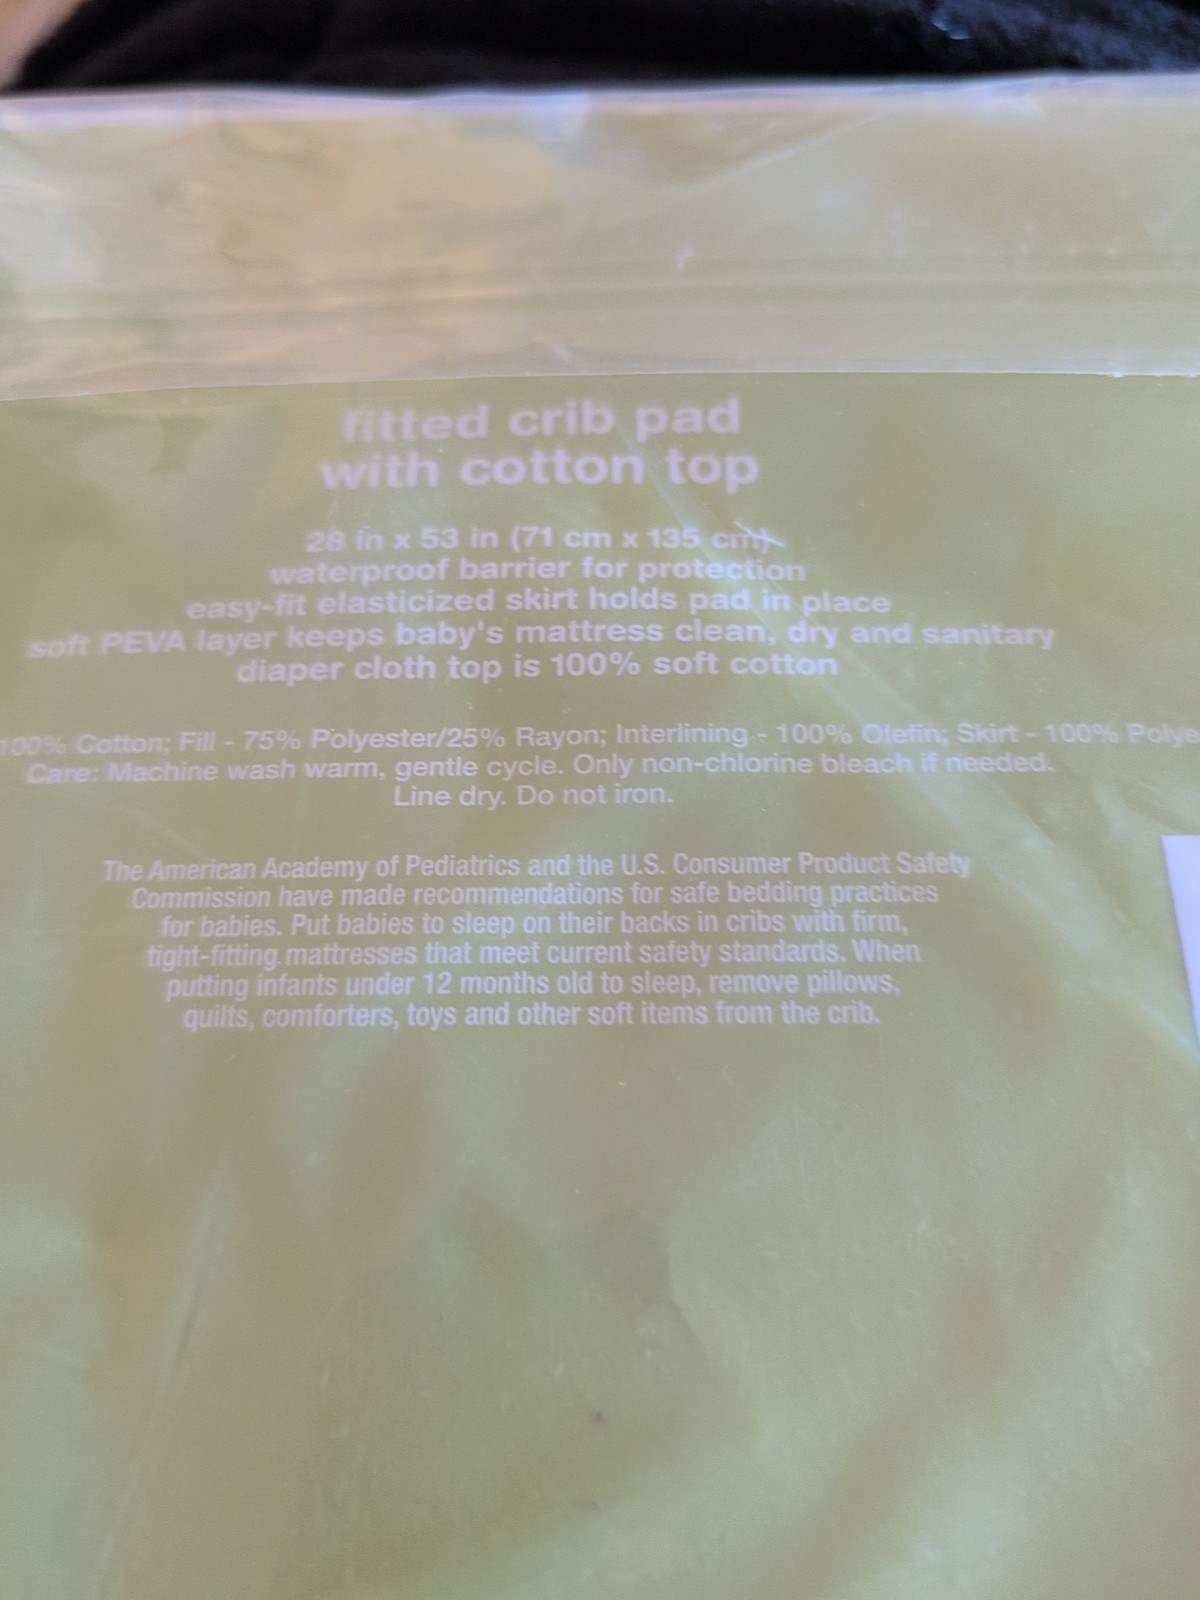 fitted crib pad
with cotton top
28 in x 53 in (71 cm x 135 cm)
waterproof barrier for protection
easy-fit elasticized skirt holds pad in place
soft PEVA layer keeps baby's mattress clean, dry and sanitary
diaper cloth top is 100% soft cotton
100% Cotton; Fill - 75% Polyester/25% Rayon; Interlining - 100% Olefin; Skirt - 100% Polye
Care: Machine wash warm, gentle cycle. Only non-chlorine bleach if needed.
Line dry. Do not iron.
The American Academy of Pediatrics and the U.S. Consumer Product Safety
Commission have made recommendations for safe bedding practices
for babies. Put babies to sleep on their backs in cribs with firm,
tight-fitting mattresses that meet current safety standards. When
putting infants under 12 months old to sleep, remove pillows,
quilts, comforters, toys and other soft items from the crib.